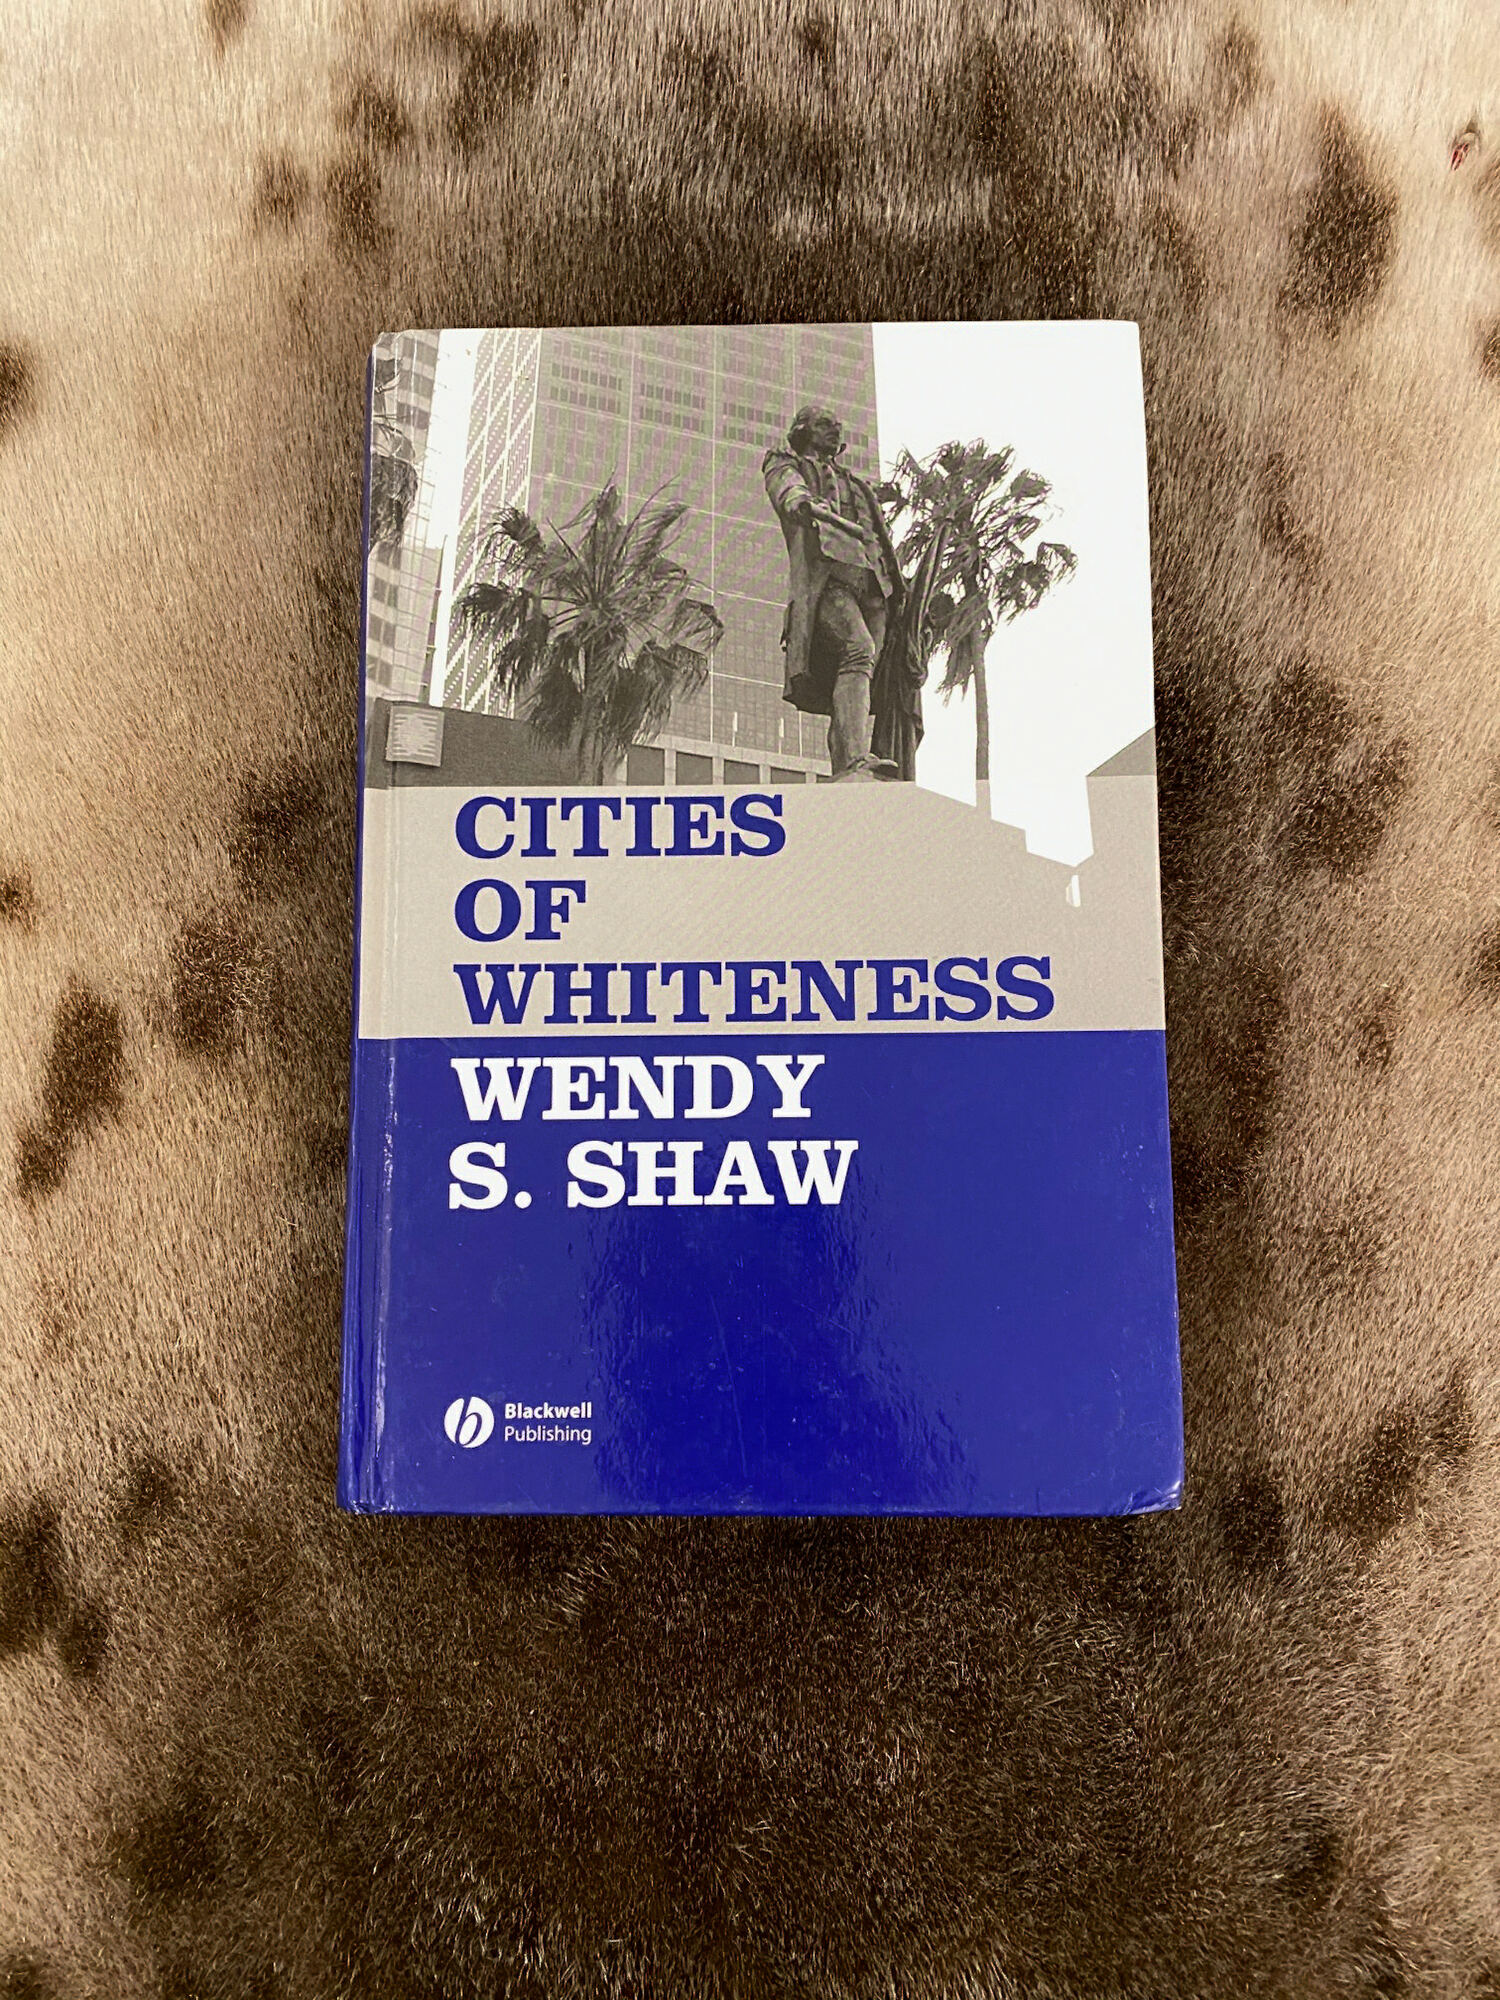 CITIES
OF
WHITENESS
WENDY
S. SHAW
Blackwell
Publishing